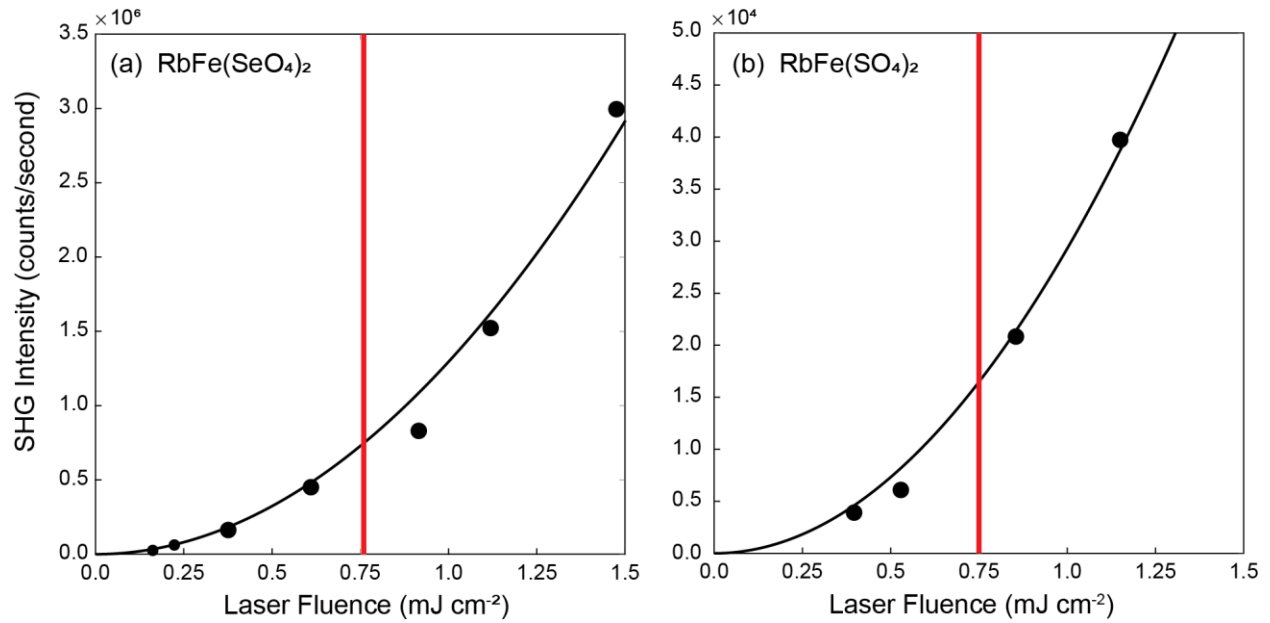 ×10⁶
(a) RbFe(SeO₄)₂
SHG Intensity (counts/second)
3.5
3.0
2.5
2.0
1.5
1.0
0.5
0.0
0.0 0.25 0.5 0.75 1.0 1.25 1.5
Laser Fluence (mJ cm⁻²)
×10⁴
(b) RbFe(SO₄)₂
5.0
4.0
3.5
3.0
2.5
2.0
1.5
1.0
0.5
0.0
0.0 0.25 0.5 0.75 1.0 1.25 1.5
Laser Fluence (mJ cm⁻²)